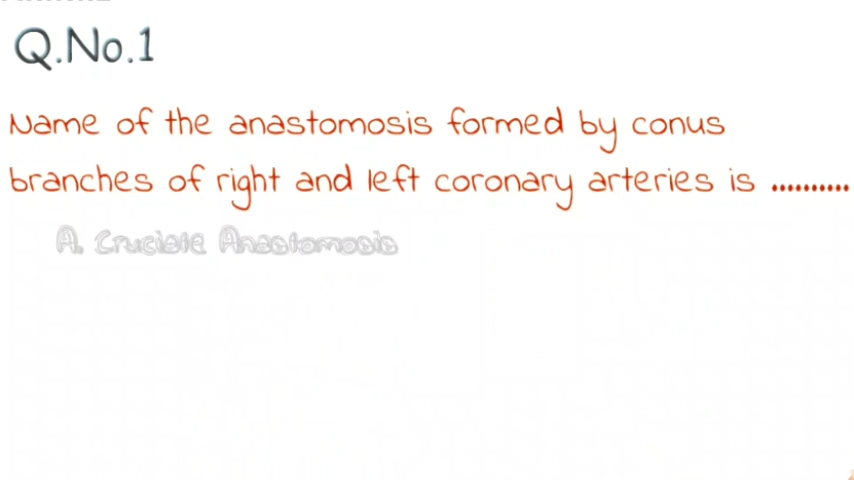 Q.No.1
Name of the anastomosis formed by conus
branches of right and left coronary arteries is ..........
A. Cruciate Anastomosis